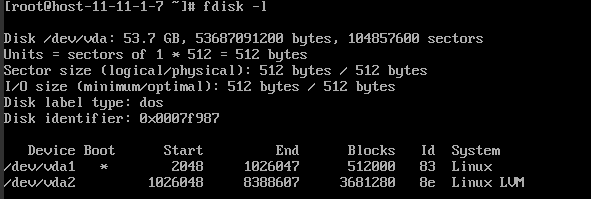 [root@host-11-11-1-7 ~]# fdisk -l
Disk /dev/vda: 53.7 GB, 53687091200 bytes, 104857600 sectors
Units = sectors of 1 * 512 = 512 bytes
Sector size (logical/physical): 512 bytes / 512 bytes
I/O size (minimum/optimal): 512 bytes / 512 bytes
Disk label type: dos
Disk identifier: 0x0007f987
   Device Boot      Start         End      Blocks   Id  System
/dev/vda1   *        2048     1026047      512000   83  Linux
/dev/vda2         1026048     8388607     3681280   8e  Linux LVM